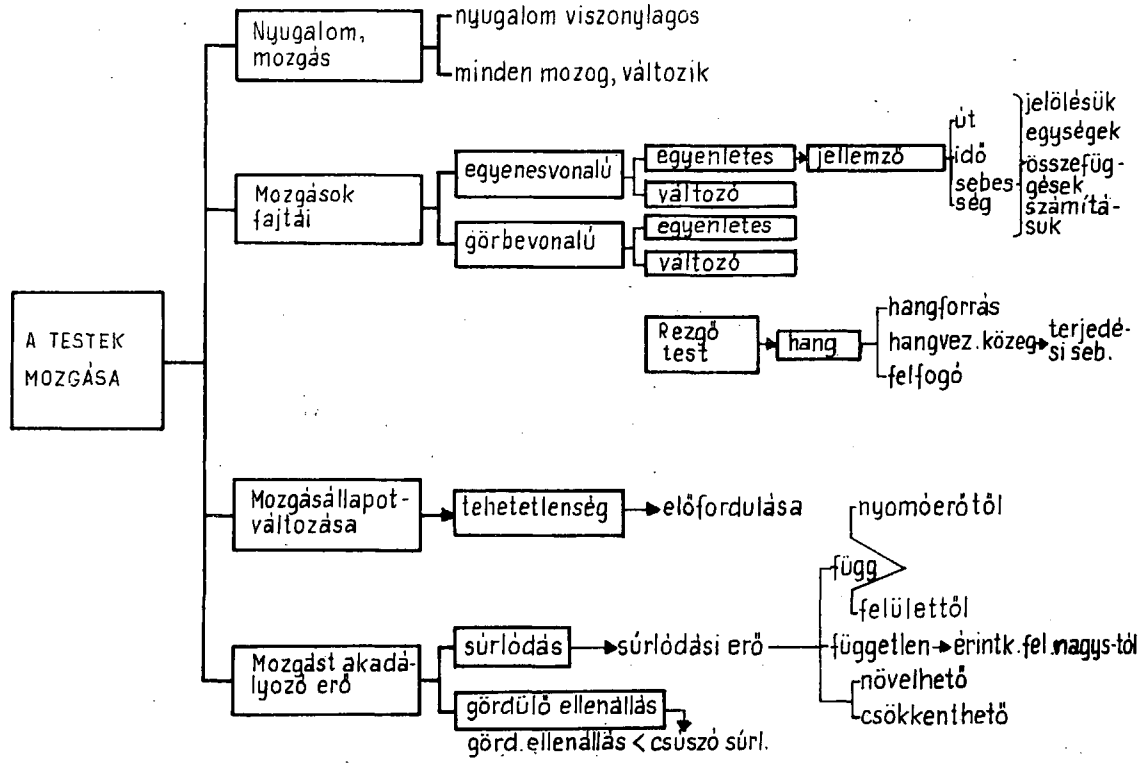 A TESTEK
MOZGÁSA
Nyugalom,
mozgás
nyugalom viszonylagos
minden mozog, változik
Mozgások
fajtái
egyenesvonalú
egyenletes
jellemző
út
idő
sebes-
ség
jelölésük
egységek
összefüg-
gések
számítá-
suk
változó
görbevonalú
egyenletes
változó
Rezgő
test
hang
hangforrás
hangvez. közeg
terjedé-
si seb.
felfogó
Mozgásállapot-
változása
tehetetlenség
előfordulása
Mozgást akadá-
lyozó erő
súrlódás
súrlódási erő
függ
nyomóerőtől
felülettől
független
érintk. fel. nagys-tól
növelhető
csökkenthető
gördülő ellenállás
görd. ellenállás < csúszó súrl.